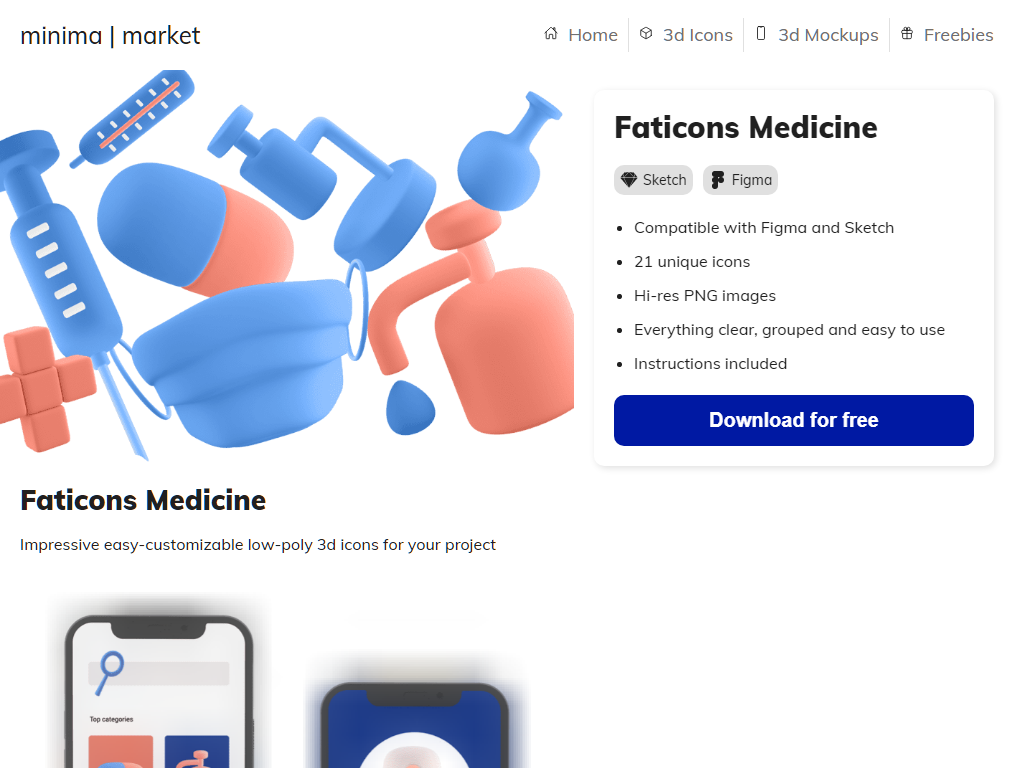 minima | market
Home
3d Icons
3d Mockups
Freebies
Faticons Medicine
Sketch
Figma
Compatible with Figma and Sketch
21 unique icons
Hi-res PNG images
Everything clear, grouped and easy to use
Instructions included
Download for free
Faticons Medicine
Impressive easy-customizable low-poly 3d icons for your project
Top categories